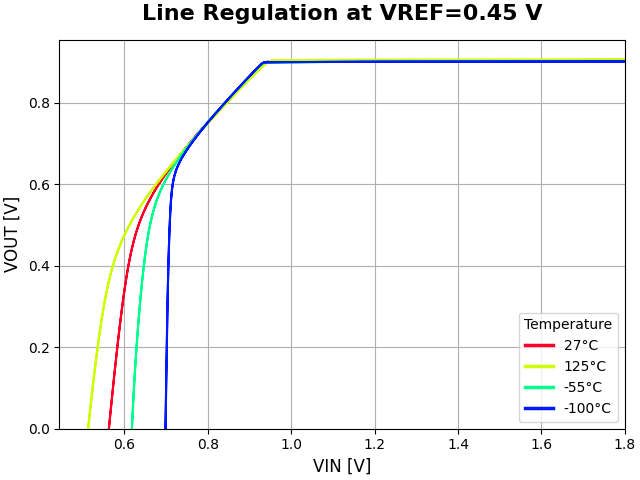 Line Regulation at VREF=0.45 V
VOUT [V]
0.8
0.6
0.4
0.2
0.0
0.6
0.8
1.0
1.2
1.4
1.6
1.8
VIN [V]
Temperature
27°C
125°C
-55°C
-100°C